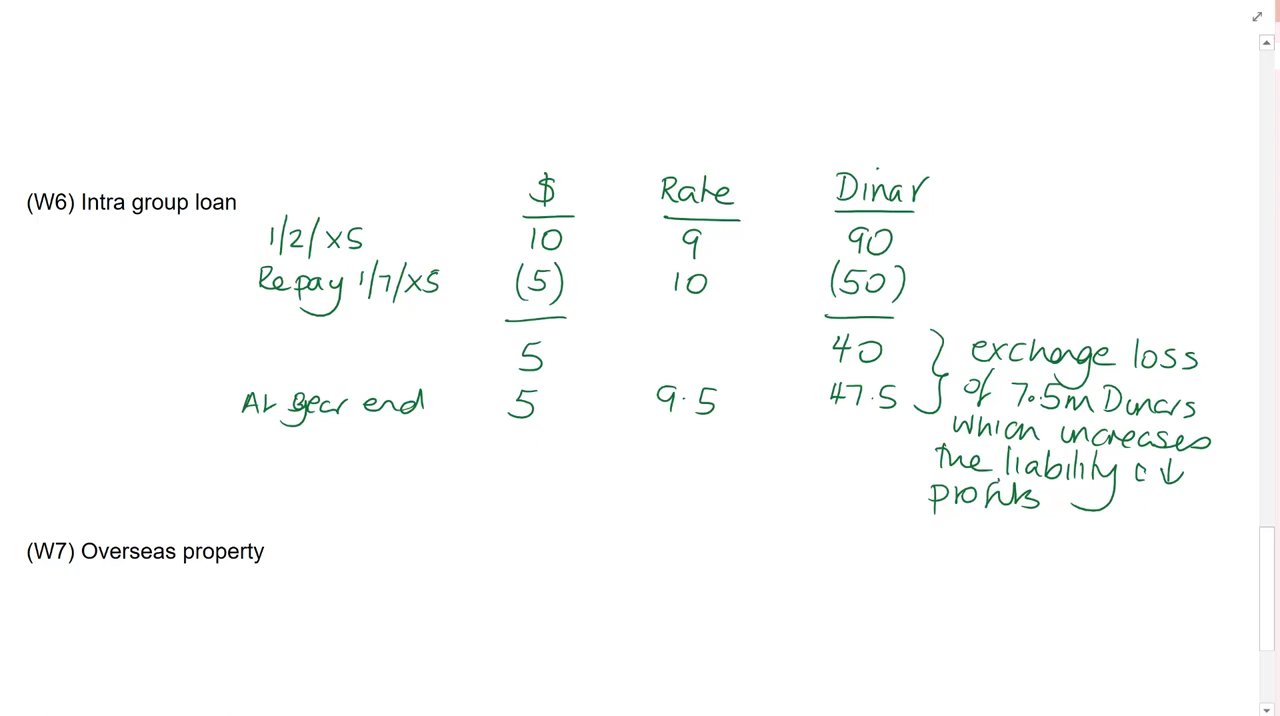 $ Rate Dinar
(W6) Intra group loan
1/2/X5 10 9 90
Repay 1/7/X5 (5) 10 (50)
5 40 exchange loss
At year end 5 9.5 47.5 of 7.5m Dinars
which increases
the liability ↓
profits
(W7) Overseas property